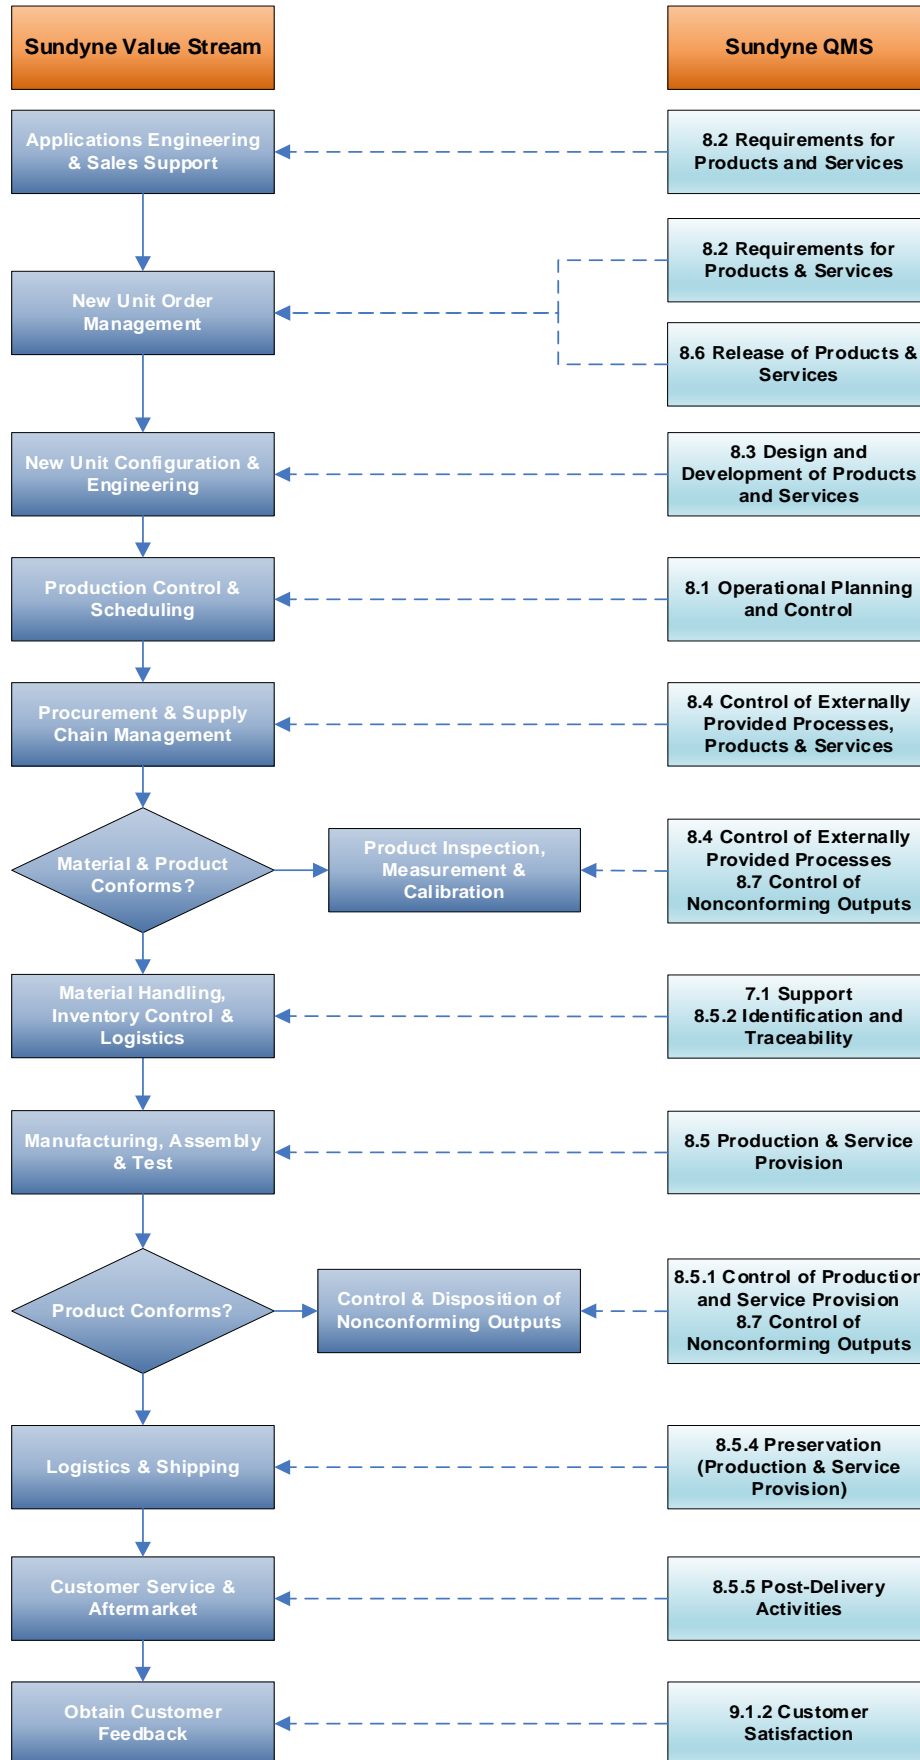 Sundyne Value Stream
Sundyne QMS
Applications Engineering
& Sales Support
8.2 Requirements for
Products and Services
8.2 Requirements for
Products & Services
New Unit Order
Management
8.6 Release of Products &
Services
New Unit Configuration &
Engineering
8.3 Design and
Development of Products
and Services
Production Control &
Scheduling
8.1 Operational Planning
and Control
Procurement & Supply
Chain Management
8.4 Control of Externally
Provided Processes,
Products & Services
Material & Product
Conforms?
Product Inspection,
Measurement &
Calibration
8.4 Control of Externally
Provided Processes
8.7 Control of
Nonconforming Outputs
Material Handling,
Inventory Control &
Logistics
7.1 Support
8.5.2 Identification and
Traceability
Manufacturing, Assembly
& Test
8.5 Production & Service
Provision
Product Conforms?
Control & Disposition of
Nonconforming Outputs
8.5.1 Control of Production
and Service Provision
8.7 Control of
Nonconforming Outputs
Logistics & Shipping
8.5.4 Preservation
(Production & Service
Provision)
Customer Service &
Aftermarket
8.5.5 Post-Delivery
Activities
Obtain Customer
Feedback
9.1.2 Customer
Satisfaction